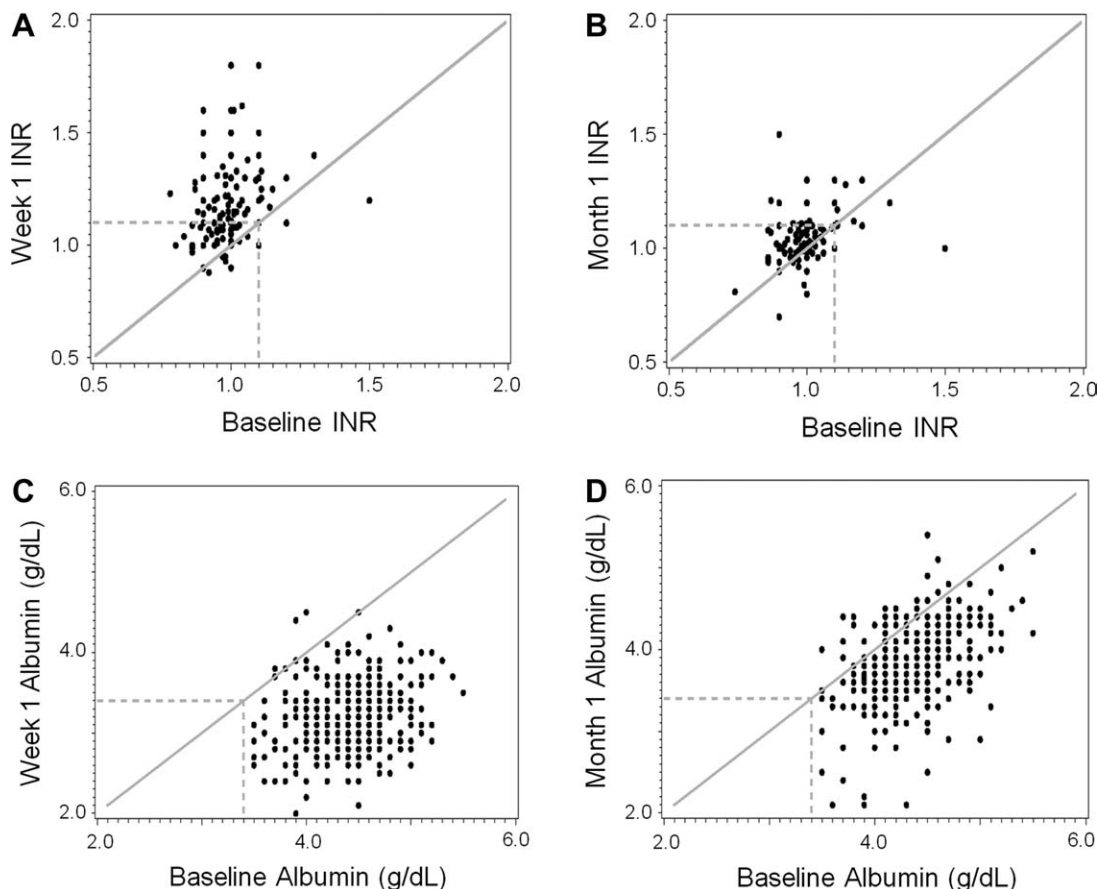 A
Week 1 INR
2.0
1.5
1.0
0.5
0.5 1.0 1.5 2.0
Baseline INR
B
Month 1 INR
2.0
1.5
1.0
0.5
0.5 1.0 1.5 2.0
Baseline INR
C
Week 1 Albumin (g/dL)
6.0
4.0
2.0
2.0 4.0 6.0
Baseline Albumin (g/dL)
D
Month 1 Albumin (g/dL)
6.0
4.0
2.0
2.0 4.0 6.0
Baseline Albumin (g/dL)